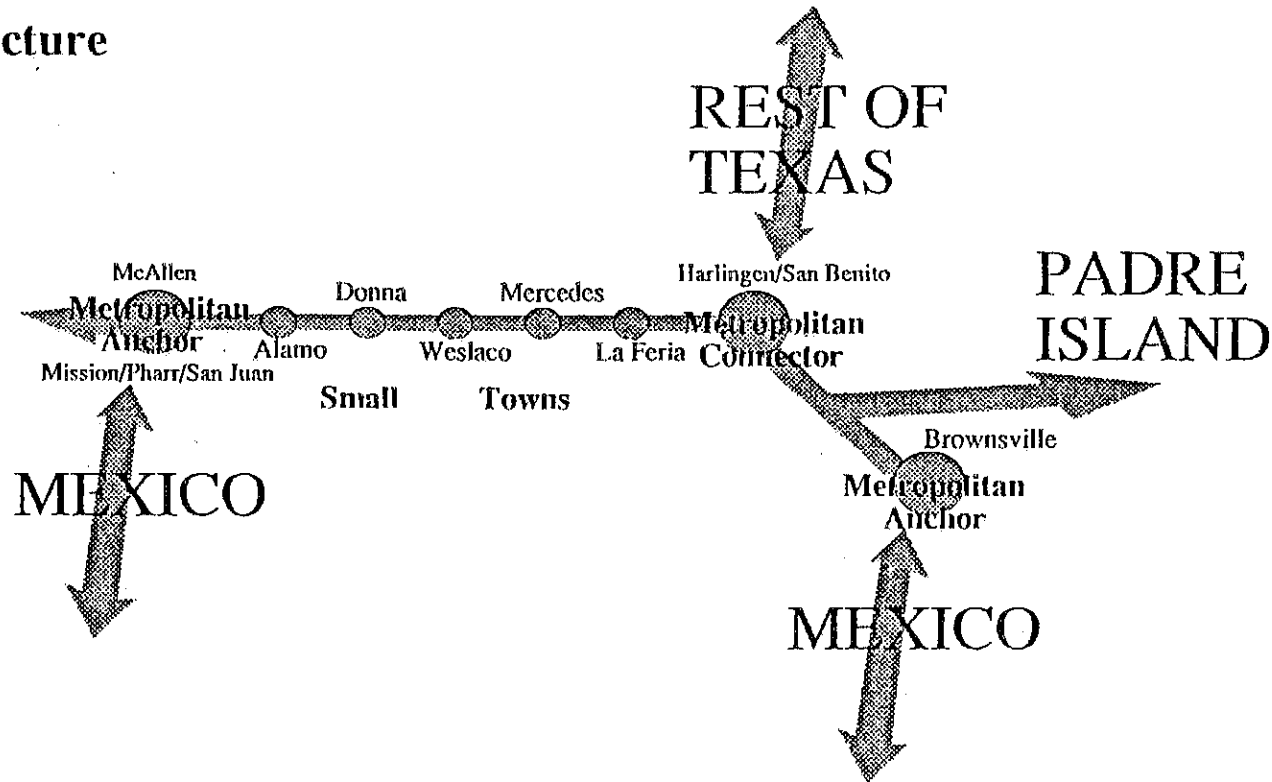 cture
REST OF
TEXAS
McAllen
Metropolitan
Anchor
Mission/Pharr/San Juan
Alamo
Donna
Weslaco
Mercedes
La Feria
Small Towns
Harlingen/San Benito
Metropolitan
Connector
PADRE
ISLAND
Brownsville
Metropolitan
Anchor
MEXICO
MEXICO